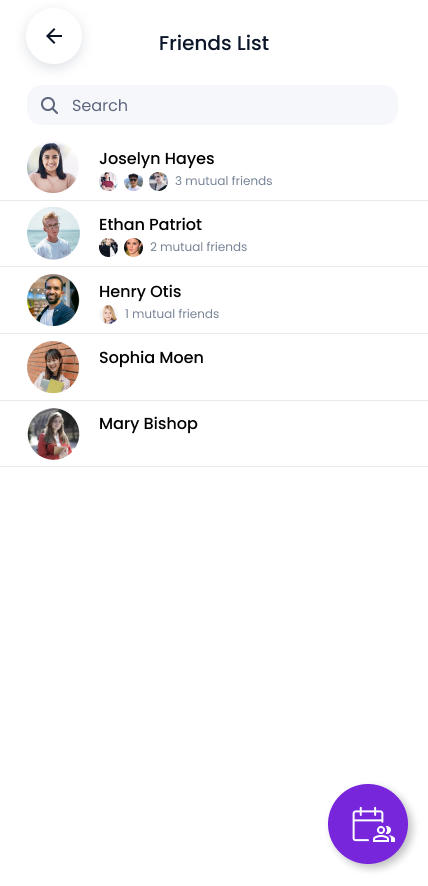 Friends List
Search
Joselyn Hayes
3 mutual friends
Ethan Patriot
2 mutual friends
Henry Otis
1 mutual friends
Sophia Moen
Mary Bishop